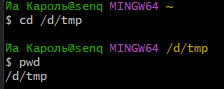 Йа Кароль@senq MINGW64 ~
$ cd /d/tmp
Йа Кароль@senq MINGW64 /d/tmp
$ pwd
/d/tmp